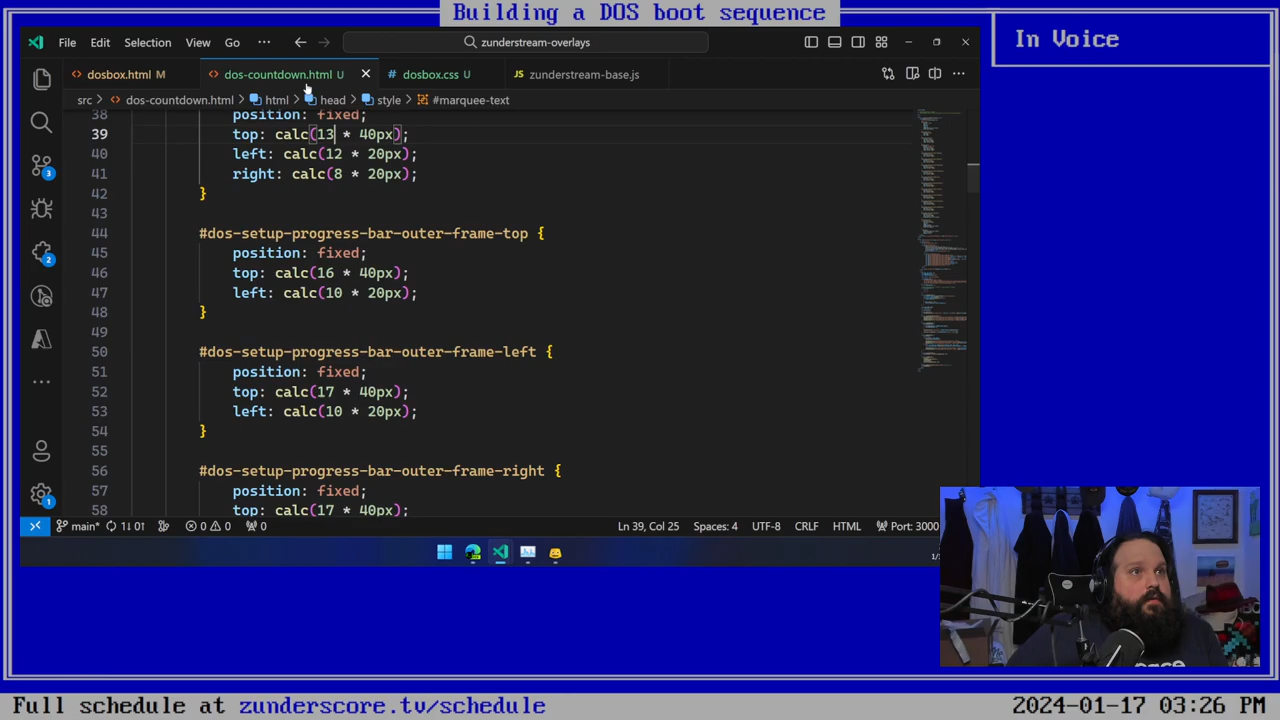 Building a DOS boot sequence
In Voice
File Edit Selection View Go
zunderstream-overlays
dosbox.html M
dos-countdown.html U
dosbox.css U
JS zunderstream-base.js
src > dos-countdown.html > html > head > style > #marquee-text
38 position: fixed;
39 top: calc(13 * 40px);
40 left: calc(12 * 20px);
41 right: calc(8 * 20px);
42 }
43
44 #dos-setup-progress-bar-outer-frame-top {
45 position: fixed;
46 top: calc(16 * 40px);
47 left: calc(10 * 20px);
48 }
49
50 #dos-setup-progress-bar-outer-frame-left {
51 position: fixed;
52 top: calc(17 * 40px);
53 left: calc(10 * 20px);
54 }
55
56 #dos-setup-progress-bar-outer-frame-right {
57 position: fixed;
58 top: calc(17 * 40px);
3
2
1
main* 1↓ 0↑ 0 0 0 Ln 39, Col 25 Spaces: 4 UTF-8 CRLF HTML Port: 3000
Full schedule at zunderscore.tv/schedule
2024-01-17 03:26 PM